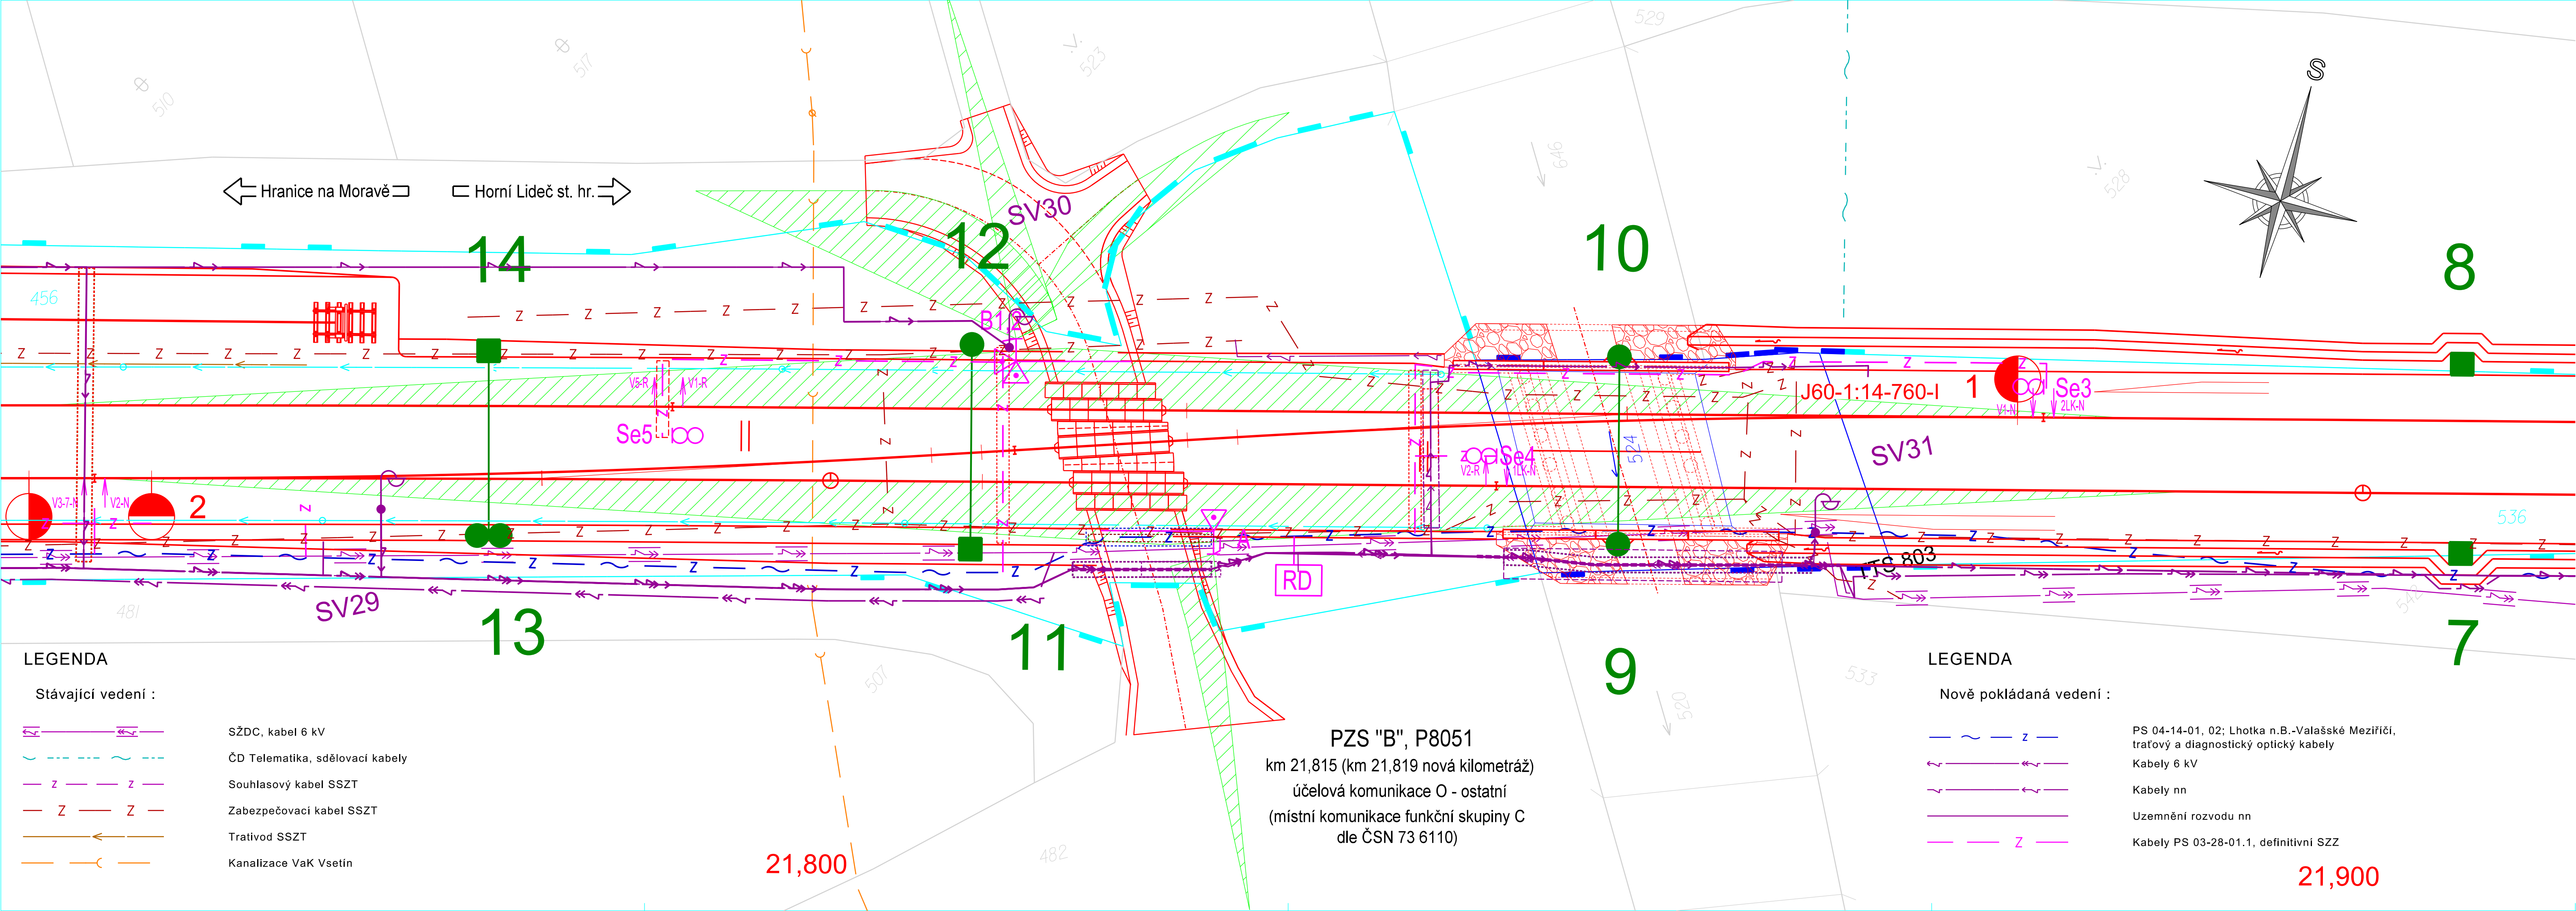 529
517
523
510
S
646
528
Hranice na Moravě
Horní Lideč st. hr.
SV30
14
12
10
8
456
B1,2
V5-R
V1-R
J60-1:14-760-I
1
Se3
V1-N
2LK-N
Se5
Se4
V2-R
1LK-N
524
SV31
V3-7-N
V2-N
2
536
TS 803
RD
SV29
481
13
11
9
7
542
507
533
520
482
LEGENDA
Stávající vedení :
SŽDC, kabel 6 kV
ČD Telematika, sdělovací kabely
Souhlasový kabel SSZT
Zabezpečovací kabel SSZT
Trativod SSZT
Kanalizace VaK Vsetín
21,800
PZS "B", P8051
km 21,815 (km 21,819 nová kilometráž)
účelová komunikace O - ostatní
(místní komunikace funkční skupiny C
dle ČSN 73 6110)
LEGENDA
Nově pokládaná vedení :
PS 04-14-01, 02; Lhotka n.B.-Valašské Meziříčí,
traťový a diagnostický optický kabely
Kabely 6 kV
Kabely nn
Uzemnění rozvodu nn
Kabely PS 03-28-01.1, definitivní SZZ
21,900